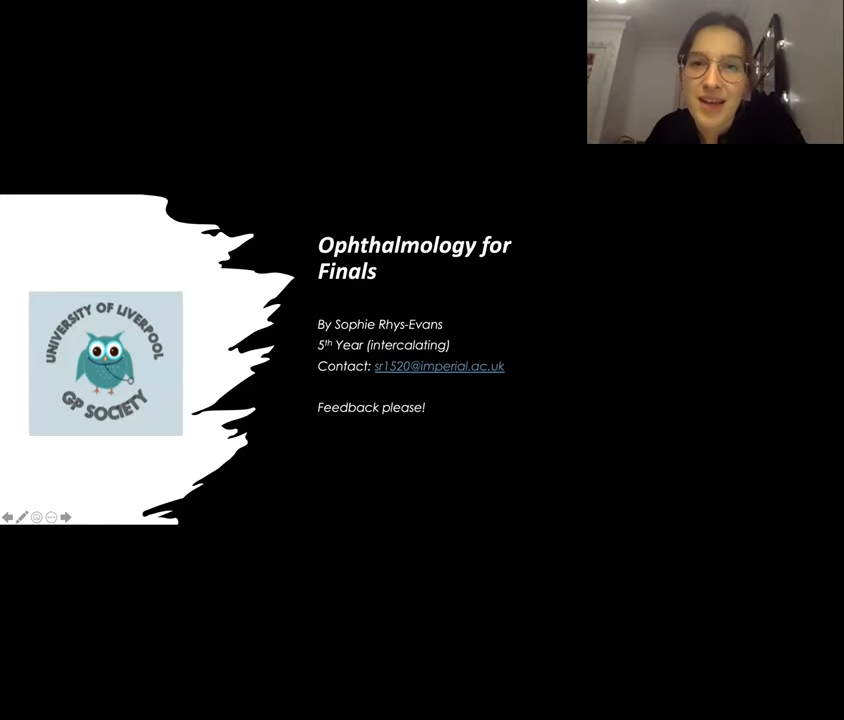 Ophthalmology for
Finals
By Sophie Rhys-Evans
5th Year (intercalating)
Contact: sr1520@imperial.ac.uk
Feedback please!
UNIVERSITY OF LIVERPOOL
GP SOCIETY